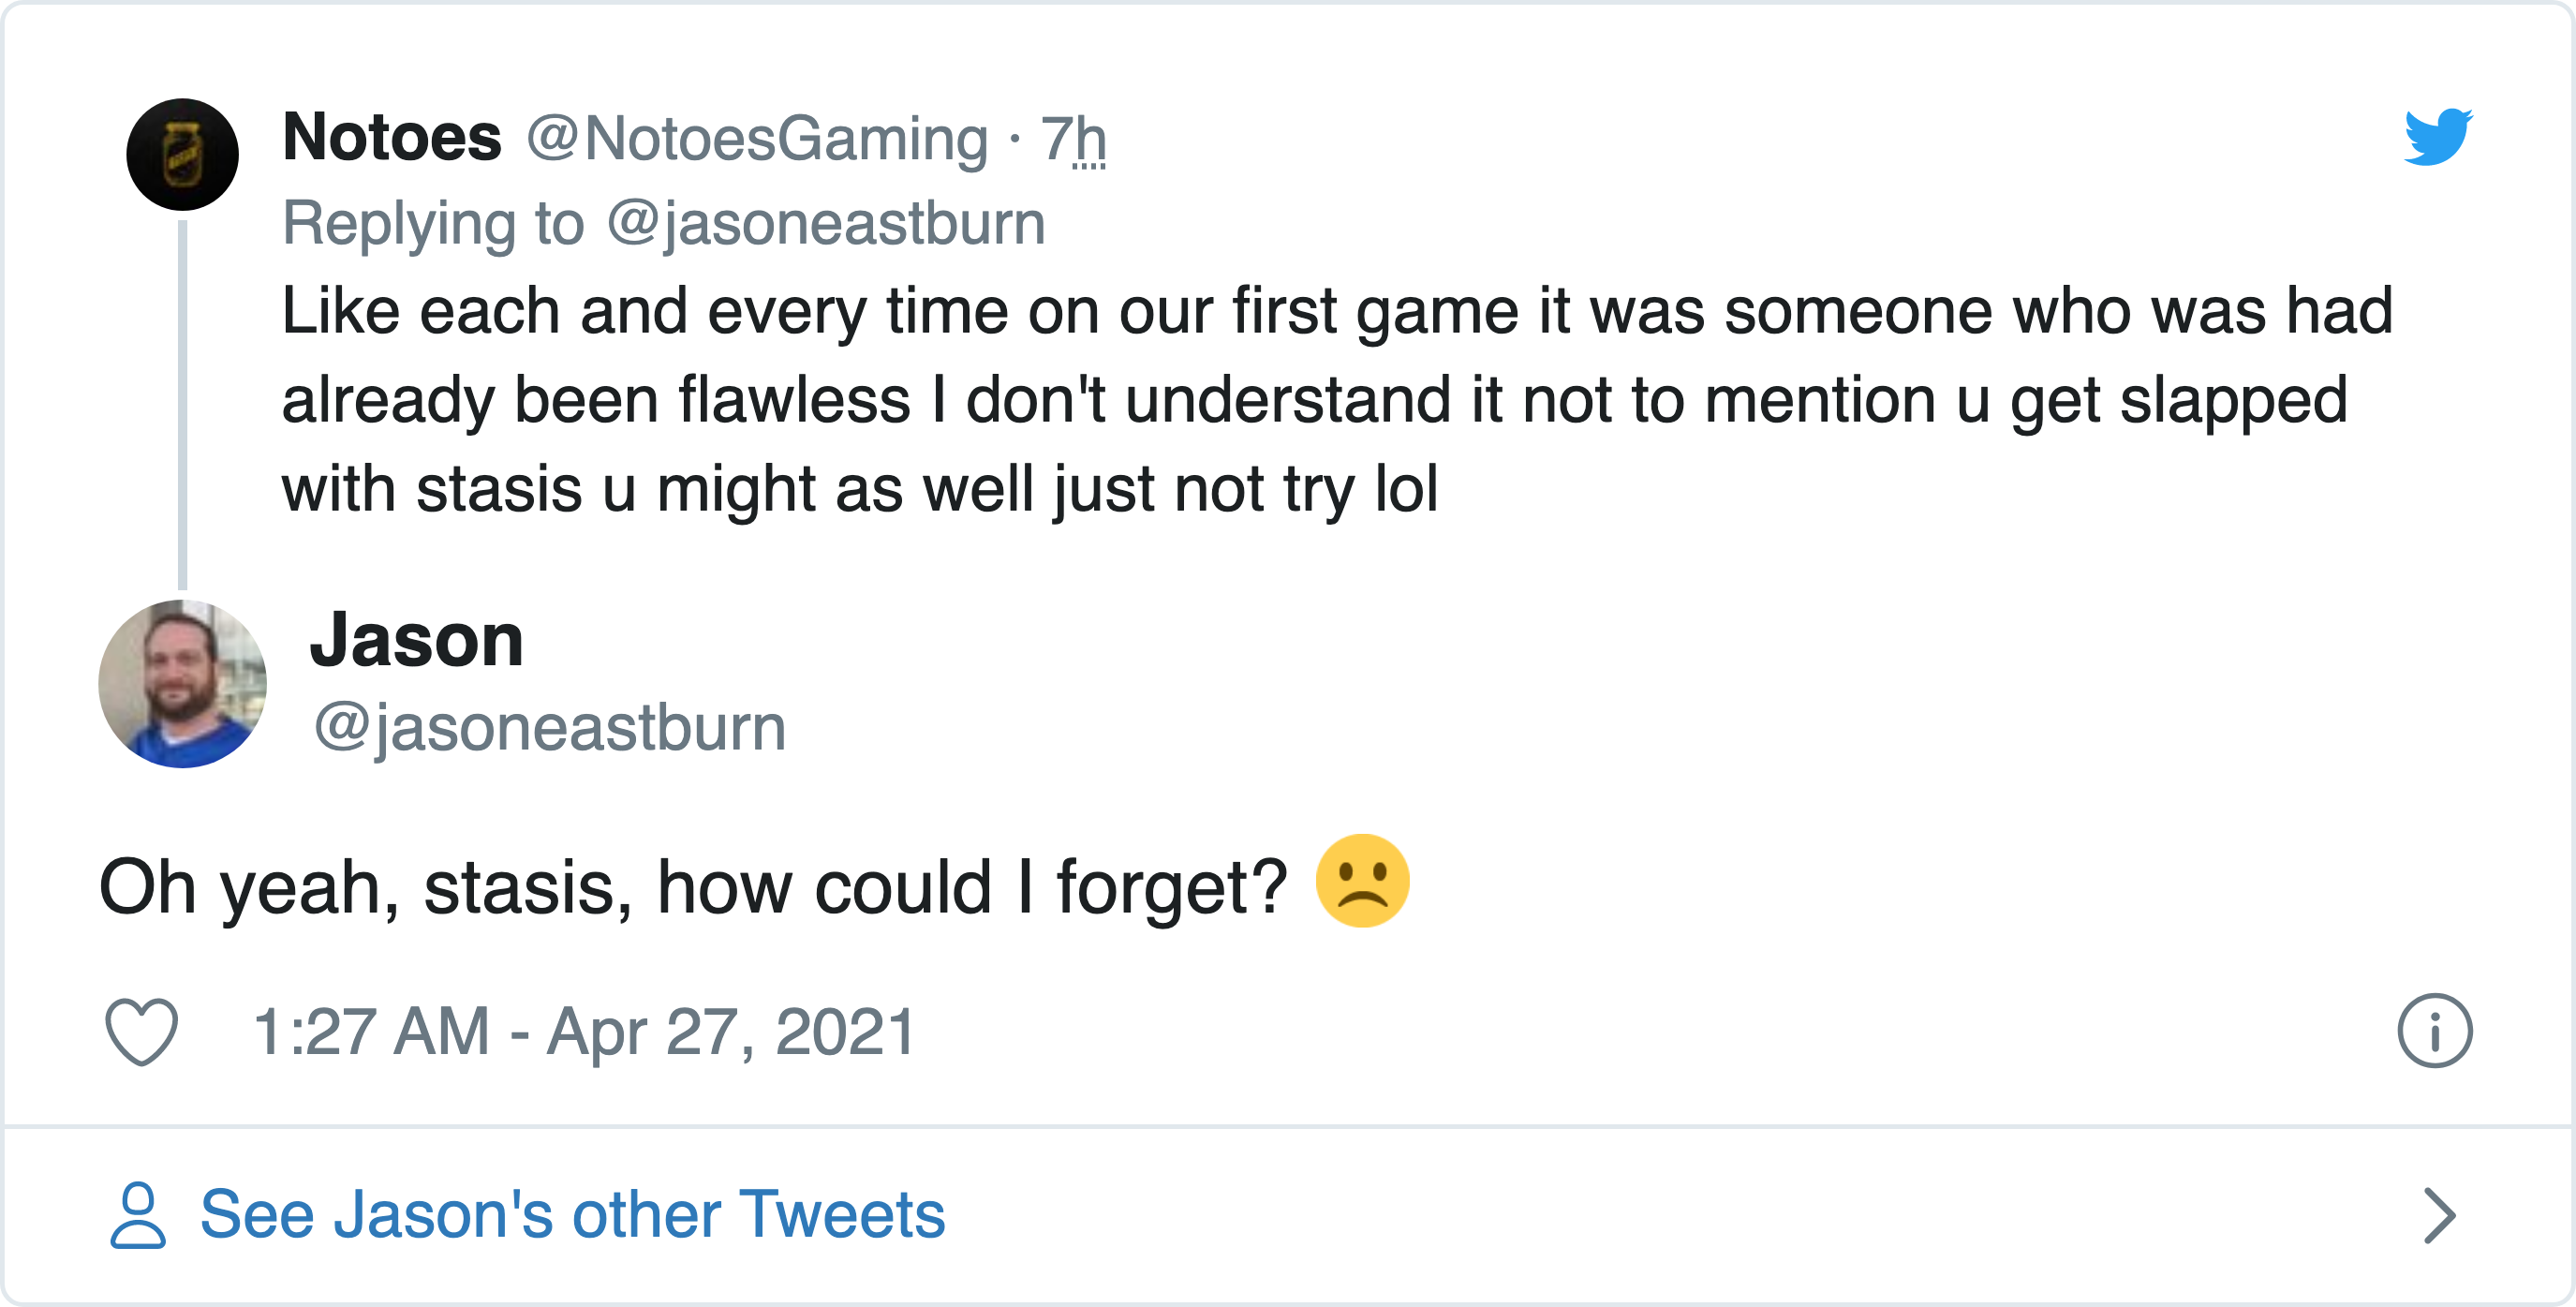 Notoes @NotoesGaming · 7h
Replying to @jasoneastburn
Like each and every time on our first game it was someone who was had
already been flawless I don't understand it not to mention u get slapped
with stasis u might as well just not try lol
Jason
@jasoneastburn
Oh yeah, stasis, how could I forget? 🙁
1:27 AM - Apr 27, 2021
See Jason's other Tweets